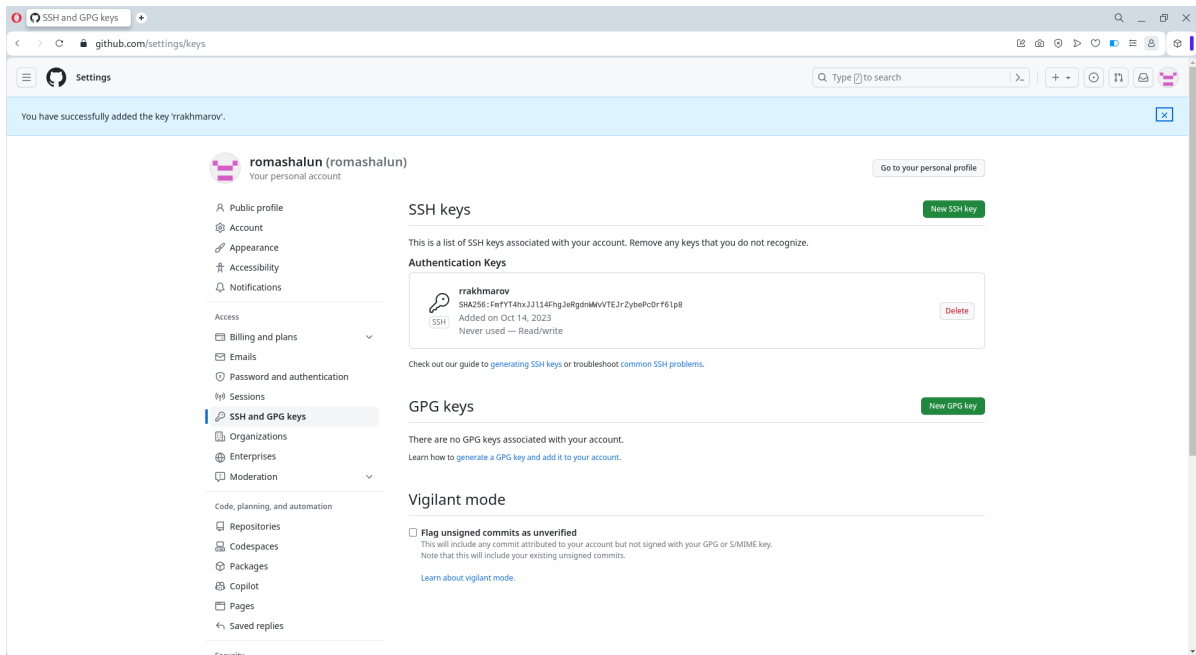 SSH and GPG keys
github.com/settings/keys
Settings
Type / to search
You have successfully added the key 'rrakhmarov'.
romashalun (romashalun)
Your personal account
Go to your personal profile
Public profile
Account
Appearance
Accessibility
Notifications
Access
Billing and plans
Emails
Password and authentication
Sessions
SSH and GPG keys
Organizations
Enterprises
Moderation
Code, planning, and automation
Repositories
Codespaces
Packages
Copilot
Pages
Saved replies
SSH keys
New SSH key
This is a list of SSH keys associated with your account. Remove any keys that you do not recognize.
Authentication Keys
rrakhmarov
SSH
Added on Oct 14, 2023
Never used — Read/write
Delete
Check out our guide to generating SSH keys or troubleshoot common SSH problems.
GPG keys
New GPG key
There are no GPG keys associated with your account.
Learn how to generate a GPG key and add it to your account.
Vigilant mode
Flag unsigned commits as unverified
This will include any commit attributed to your account but not signed with your GPG or S/MIME key.
Note that this will include your existing unsigned commits.
Learn about vigilant mode.